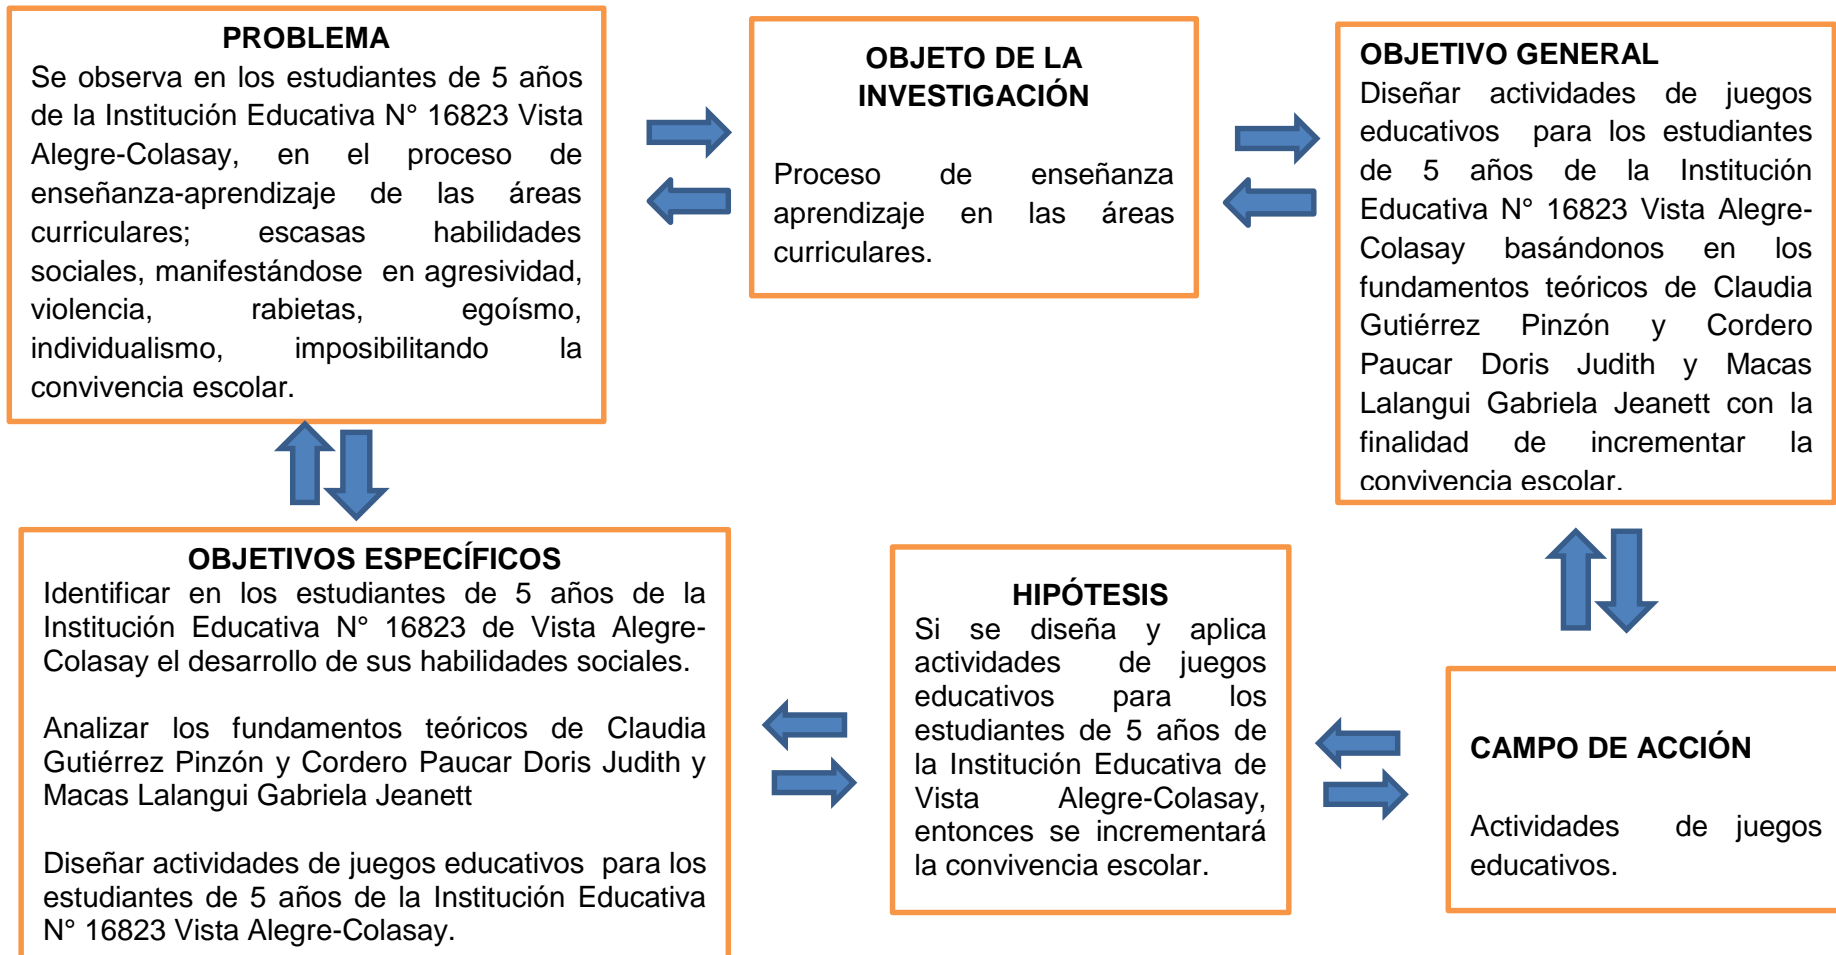 PROBLEMA
Se observa en los estudiantes de 5 años
de la Institución Educativa N° 16823 Vista
Alegre-Colasay, en el proceso de
enseñanza-aprendizaje de las áreas
curriculares; escasas habilidades
sociales, manifestándose en agresividad,
violencia, rabietas, egoísmo,
individualismo, imposibilitando la
convivencia escolar.
OBJETO DE LA
INVESTIGACIÓN
Proceso de enseñanza
aprendizaje en las áreas
curriculares.
OBJETIVO GENERAL
Diseñar actividades de juegos
educativos para los estudiantes
de 5 años de la Institución
Educativa N° 16823 Vista Alegre-
Colasay basándonos en los
fundamentos teóricos de Claudia
Gutiérrez Pinzón y Cordero
Paucar Doris Judith y Macas
Lalangui Gabriela Jeanett con la
finalidad de incrementar la
convivencia escolar.
OBJETIVOS ESPECÍFICOS
Identificar en los estudiantes de 5 años de la
Institución Educativa N° 16823 de Vista Alegre-
Colasay el desarrollo de sus habilidades sociales.
Analizar los fundamentos teóricos de Claudia
Gutiérrez Pinzón y Cordero Paucar Doris Judith y
Macas Lalangui Gabriela Jeanett
Diseñar actividades de juegos educativos para los
estudiantes de 5 años de la Institución Educativa
N° 16823 Vista Alegre-Colasay.
HIPÓTESIS
Si se diseña y aplica
actividades de juegos
educativos para los
estudiantes de 5 años de
la Institución Educativa de
Vista Alegre-Colasay,
entonces se incrementará
la convivencia escolar.
CAMPO DE ACCIÓN
Actividades de juegos
educativos.